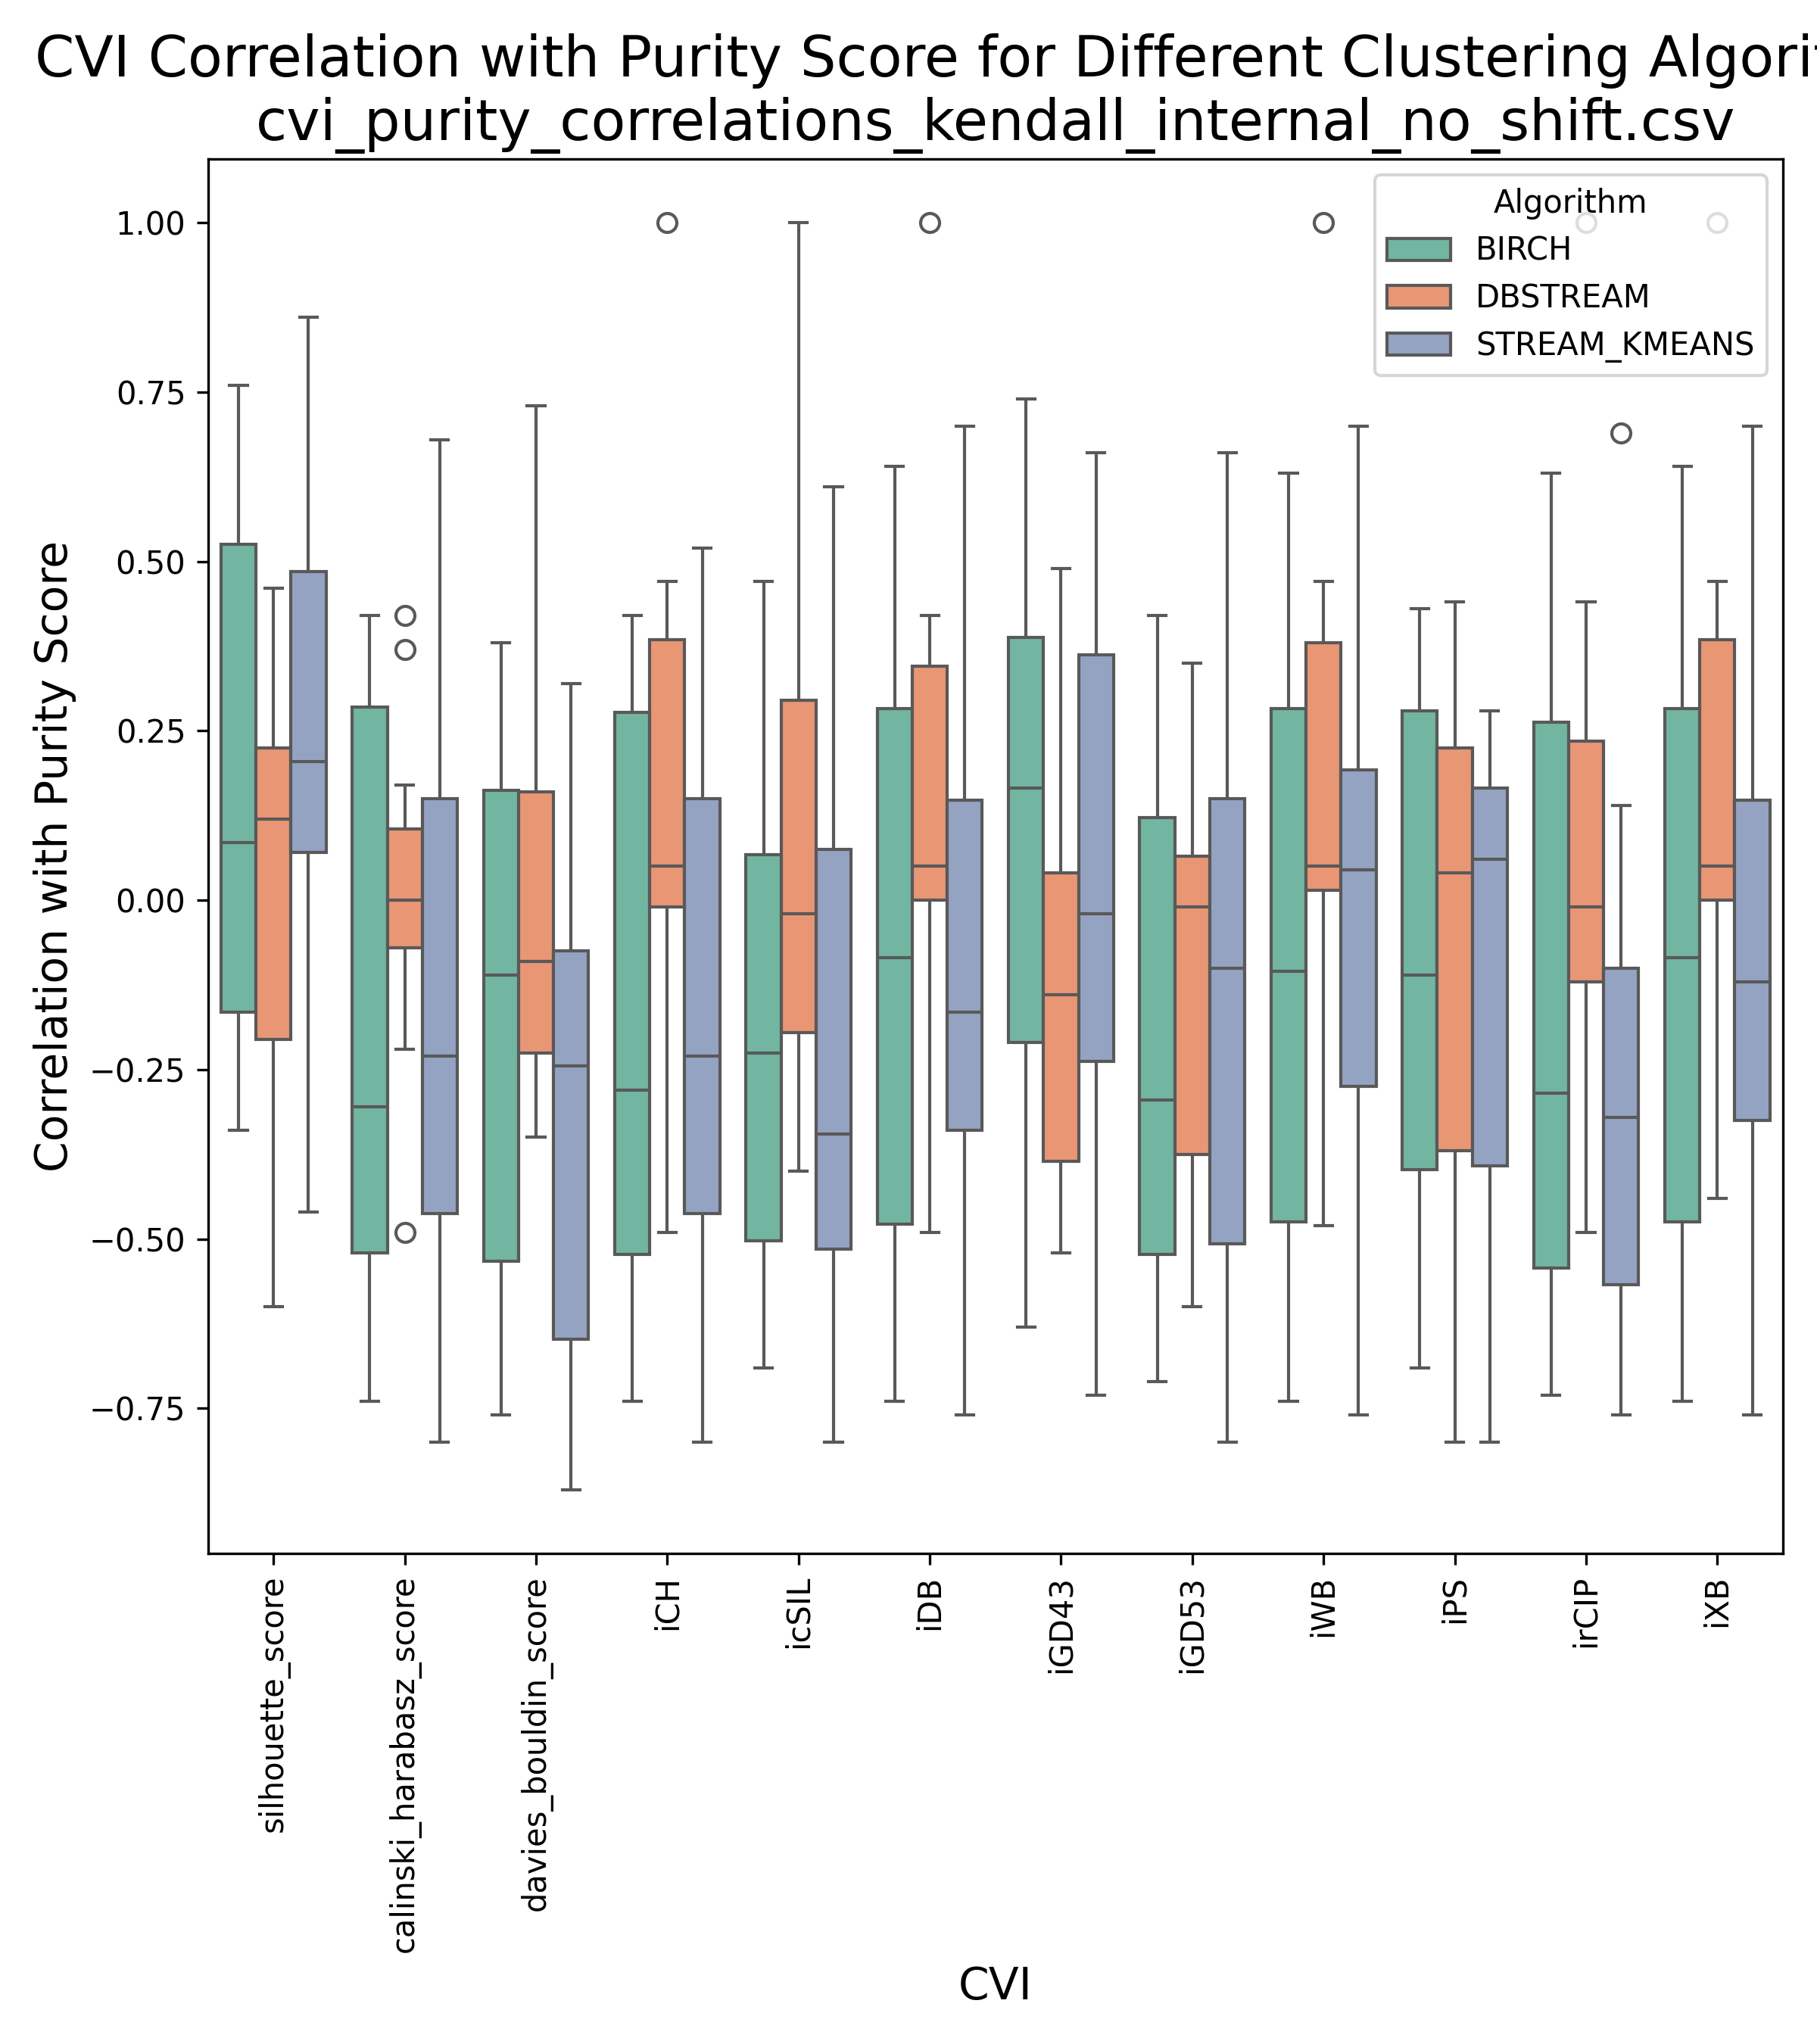 CVI Correlation with Purity Score for Different Clustering Algori
cvi_purity_correlations_kendall_internal_no_shift.csv
Algorithm
BIRCH
DBSTREAM
STREAM_KMEANS
Correlation with Purity Score
1.00
0.75
0.50
0.25
0.00
−0.25
−0.50
−0.75
silhouette_score
calinski_harabasz_score
davies_bouldin_score
iCH
icSIL
iDB
iGD43
iGD53
iWB
iPS
irCIP
iXB
CVI